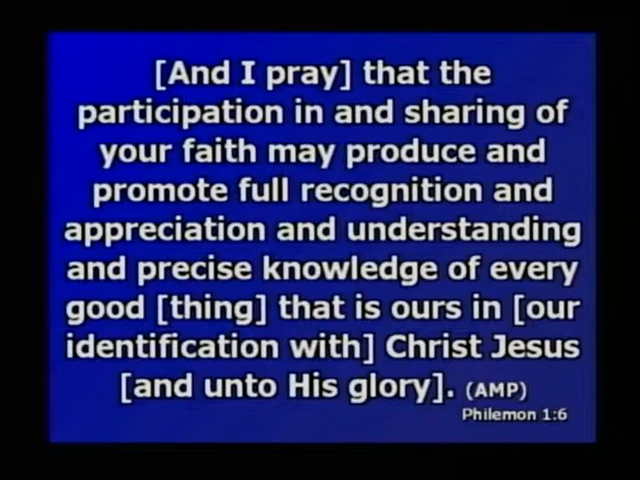 [And I pray] that the
participation in and sharing of
your faith may produce and
promote full recognition and
appreciation and understanding
and precise knowledge of every
good [thing] that is ours in [our
identification with] Christ Jesus
[and unto His glory]. (AMP)
Philemon 1:6